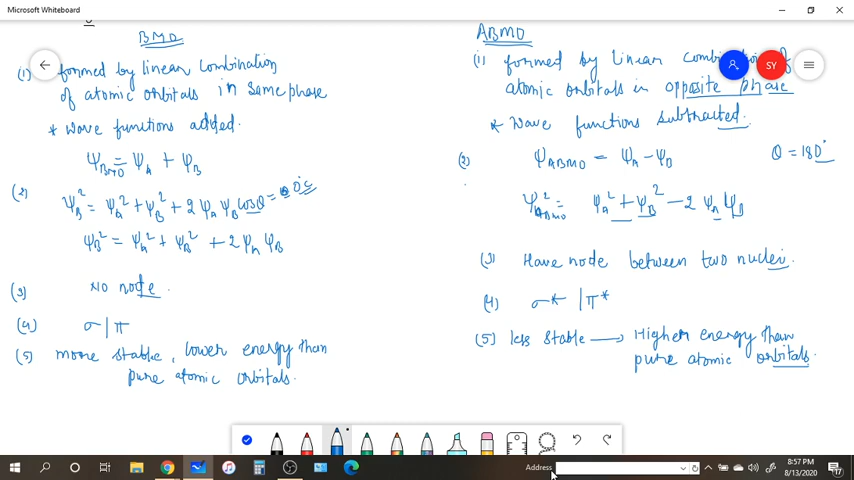 Microsoft Whiteboard
BMO
(1) formed by linear combination
of atomic orbitals in same phase
* Wave functions added.
ΨBMO = ΨA + ΨB
(2) ΨB² = ΨA² + ΨB² + 2 ΨA ΨB cosθ = 0°C
ΨB² = ΨA² + ΨB² + 2 ΨA ΨB
(3) No node.
(4) σ | π
(5) more stable, lower energy than
pure atomic orbitals.
ABMO
(1) formed by linear combination of
atomic orbitals in opposite phase
* Wave functions subtracted.
(2) ΨABMO = ΨA - ΨB θ = 180°
Ψ²ABMO = ΨA² + ΨB² - 2 ΨA ΨB
(3) Have node between two nuclei.
(4) σ* | π*
(5) less stable → Higher energy than
pure atomic orbitals.
SY
Address
8:57 PM
8/13/2020
17